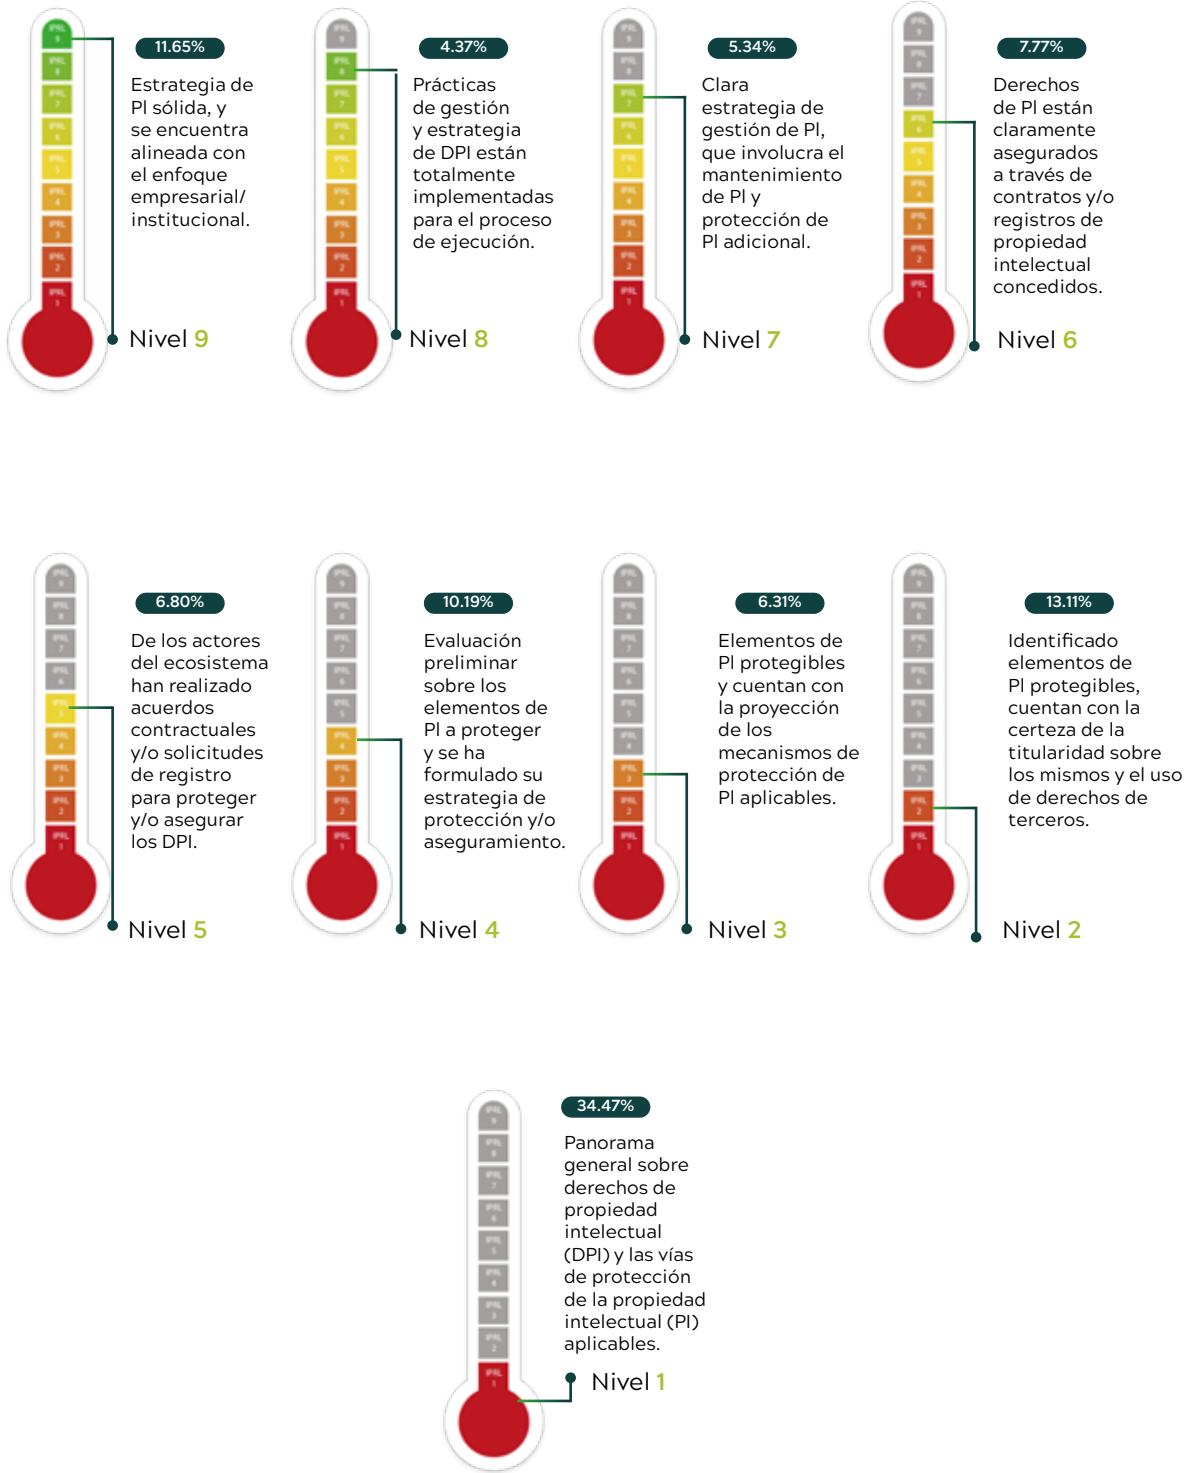 11.65%
Estrategia de
PI sólida, y
se encuentra
alineada con
el enfoque
empresarial/
institucional.
Nivel 9
4.37%
Prácticas
de gestión
y estrategia
de DPI están
totalmente
implementadas
para el proceso
de ejecución.
Nivel 8
5.34%
Clara
estrategia de
gestión de PI,
que involucra el
mantenimiento
de PI y
protección de
PI adicional.
Nivel 7
7.77%
Derechos
de PI están
claramente
asegurados
a través de
contratos y/o
registros de
propiedad
intelectual
concedidos.
Nivel 6
6.80%
De los actores
del ecosistema
han realizado
acuerdos
contractuales
y/o solicitudes
de registro
para proteger
y/o asegurar
los DPI.
Nivel 5
10.19%
Evaluación
preliminar
sobre los
elementos de
PI a proteger
y se ha
formulado su
estrategia de
protección y/o
aseguramiento.
Nivel 4
6.31%
Elementos de
PI protegibles
y cuentan con
la proyección
de los
mecanismos de
protección de
PI aplicables.
Nivel 3
13.11%
Identificado
elementos de
PI protegibles,
cuentan con la
certeza de la
titularidad sobre
los mismos y el uso
de derechos de
terceros.
Nivel 2
34.47%
Panorama
general sobre
derechos de
propiedad
intelectual
(DPI) y las vías
de protección
de la propiedad
intelectual (PI)
aplicables.
Nivel 1